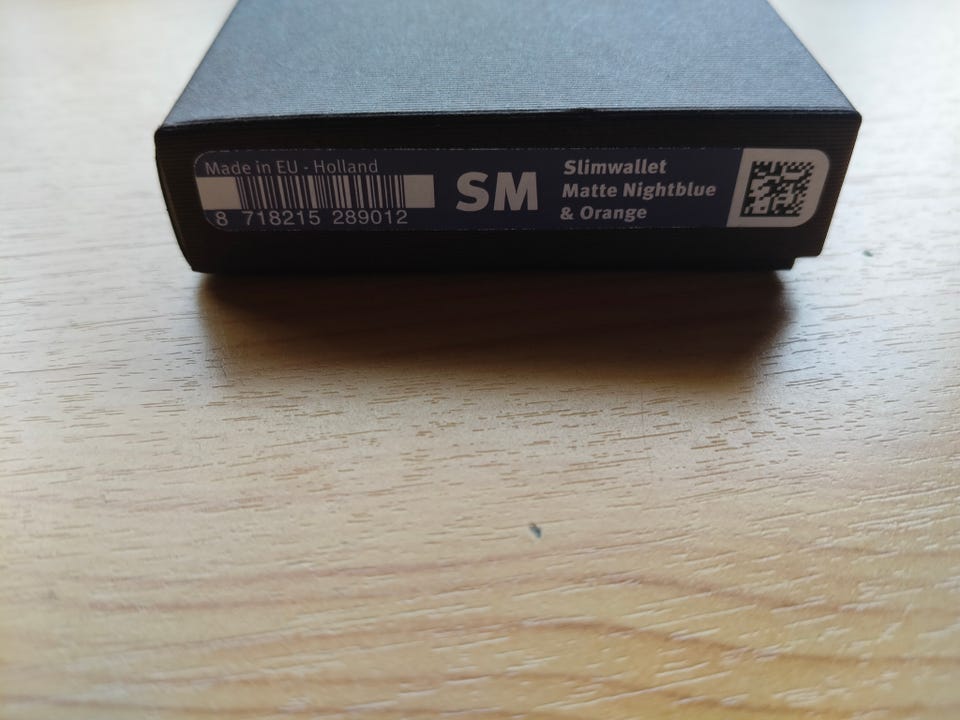 Made in EU - Holland
8 718215 289012
SM
Slimwallet
Matte Nightblue
& Orange